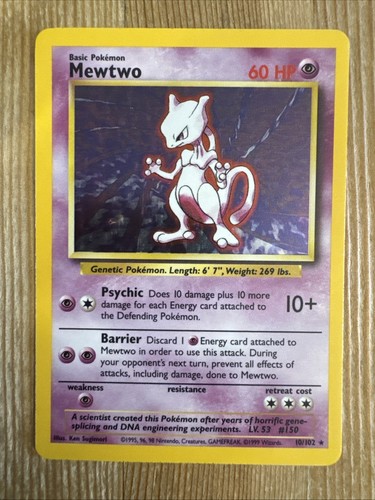 Basic Pokémon
Mewtwo 60 HP
Genetic Pokémon. Length: 6' 7", Weight: 269 lbs.
Psychic Does 10 damage plus 10 more
damage for each Energy card attached to
the Defending Pokémon.
10+
Barrier Discard 1 Energy card attached to
Mewtwo in order to use this attack. During
your opponent's next turn, prevent all effects of
attacks, including damage, done to Mewtwo.
weakness resistance retreat cost
A scientist created this Pokémon after years of horrific gene-
splicing and DNA engineering experiments. LV. 53 #150
Illus. Ken Sugimori ©1995, 96, 98 Nintendo, Creatures, GAMEFREAK. ©1999 Wizards. 10/102 ★